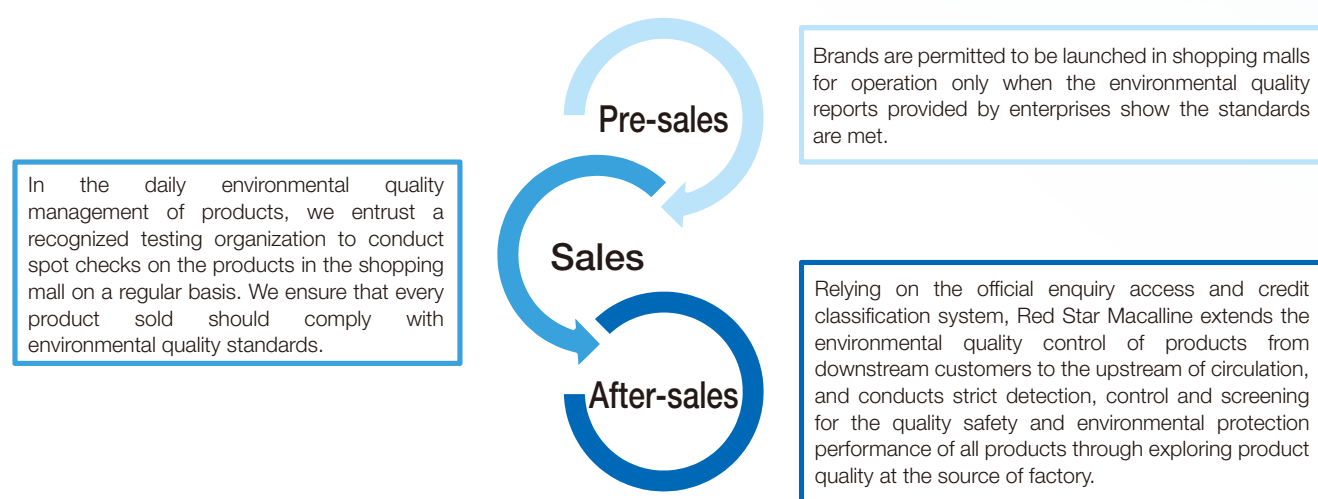 Pre-sales
Brands are permitted to be launched in shopping malls
for operation only when the environmental quality
reports provided by enterprises show the standards
are met.
In the daily environmental quality
management of products, we entrust a
recognized testing organization to conduct
spot checks on the products in the shopping
mall on a regular basis. We ensure that every
product sold should comply with
environmental quality standards.
Sales
After-sales
Relying on the official enquiry access and credit
classification system, Red Star Macalline extends the
environmental quality control of products from
downstream customers to the upstream of circulation,
and conducts strict detection, control and screening
for the quality safety and environmental protection
performance of all products through exploring product
quality at the source of factory.